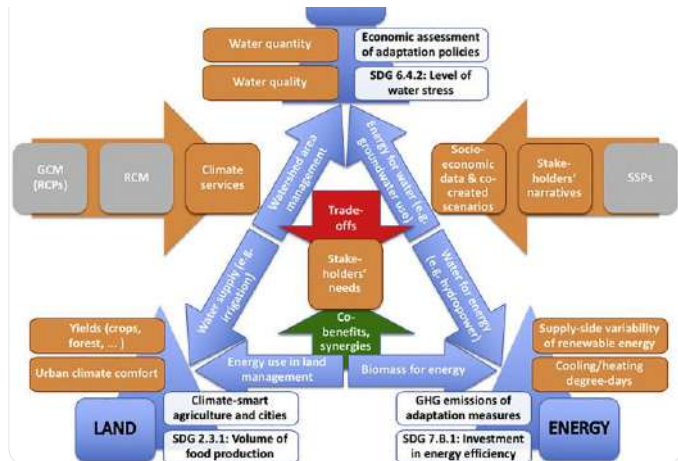 Water quantity
Economic assessment
of adaptation policies
Water quality
SDG 6.4.2: Level of
water stress
GCM
(RCPs)
RCM
Climate
services
Watershed area
management
Energy for water (e.g.
groundwater use)
Socio-
economic
data & co-
created
scenarios
Stake-
holders'
narratives
SSPs
Trade-
offs
Stake-
holders'
needs
Co-
benefits,
synergies
Water supply (e.g.
irrigation)
Water for energy
(e.g. hydropower)
Yields (crops,
forest, ... )
Urban climate comfort
Energy use in land
management
Biomass for energy
Supply-side variability
of renewable energy
Cooling/heating
degree-days
Climate-smart
agriculture and cities
GHG emissions of
adaptation measures
LAND
SDG 2.3.1: Volume of
food production
SDG 7.B.1: Investment
in energy efficiency
ENERGY